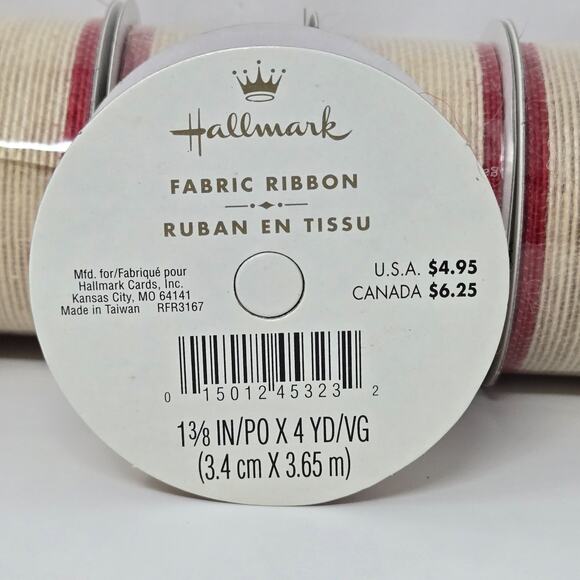 Hallmark
FABRIC RIBBON
RUBAN EN TISSU
Mfd. for/Fabriqué pour
Hallmark Cards, Inc.
Kansas City, MO 64141
Made in Taiwan RFR3167
U.S.A. $4.95
CANADA $6.25
0 15012 45323 2
1 3/8 IN/PO X 4 YD/VG
(3.4 cm X 3.65 m)